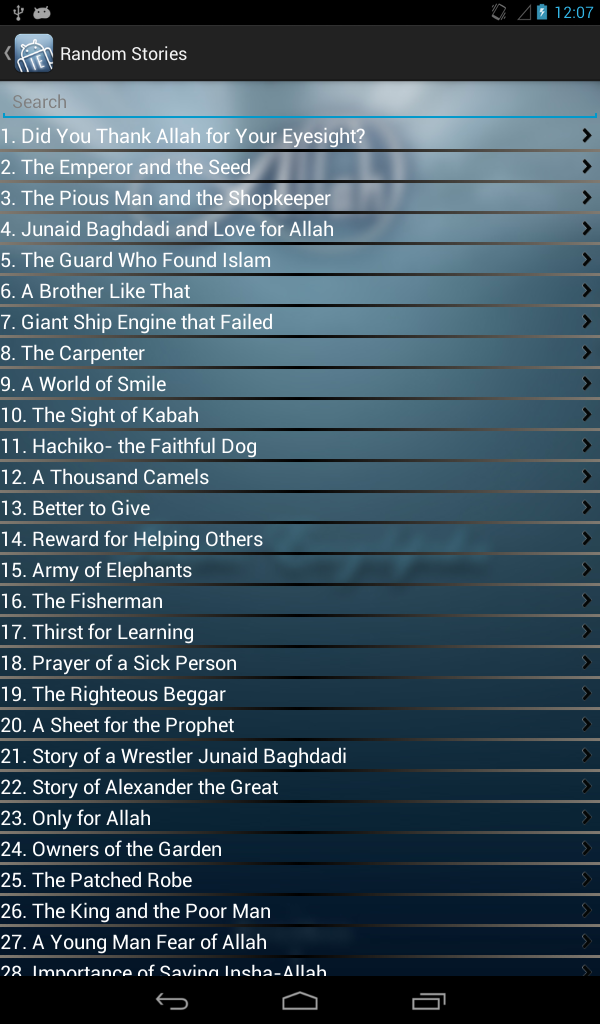 12:07
Random Stories
Search
1. Did You Thank Allah for Your Eyesight?
2. The Emperor and the Seed
3. The Pious Man and the Shopkeeper
4. Junaid Baghdadi and Love for Allah
5. The Guard Who Found Islam
6. A Brother Like That
7. Giant Ship Engine that Failed
8. The Carpenter
9. A World of Smile
10. The Sight of Kabah
11. Hachiko- the Faithful Dog
12. A Thousand Camels
13. Better to Give
14. Reward for Helping Others
15. Army of Elephants
16. The Fisherman
17. Thirst for Learning
18. Prayer of a Sick Person
19. The Righteous Beggar
20. A Sheet for the Prophet
21. Story of a Wrestler Junaid Baghdadi
22. Story of Alexander the Great
23. Only for Allah
24. Owners of the Garden
25. The Patched Robe
26. The King and the Poor Man
27. A Young Man Fear of Allah
28. Importance of Saying Insha-Allah